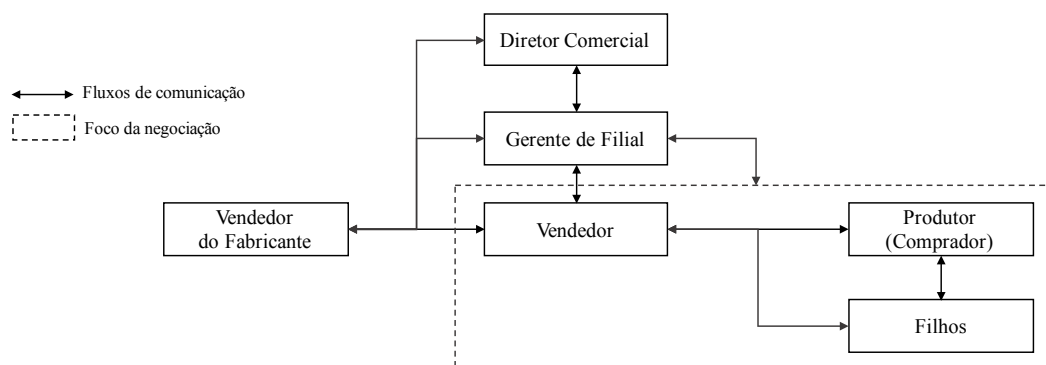 Diretor Comercial
Fluxos de comunicação
Foco da negociação
Gerente de Filial
Vendedor
do Fabricante
Vendedor
Produtor
(Comprador)
Filhos